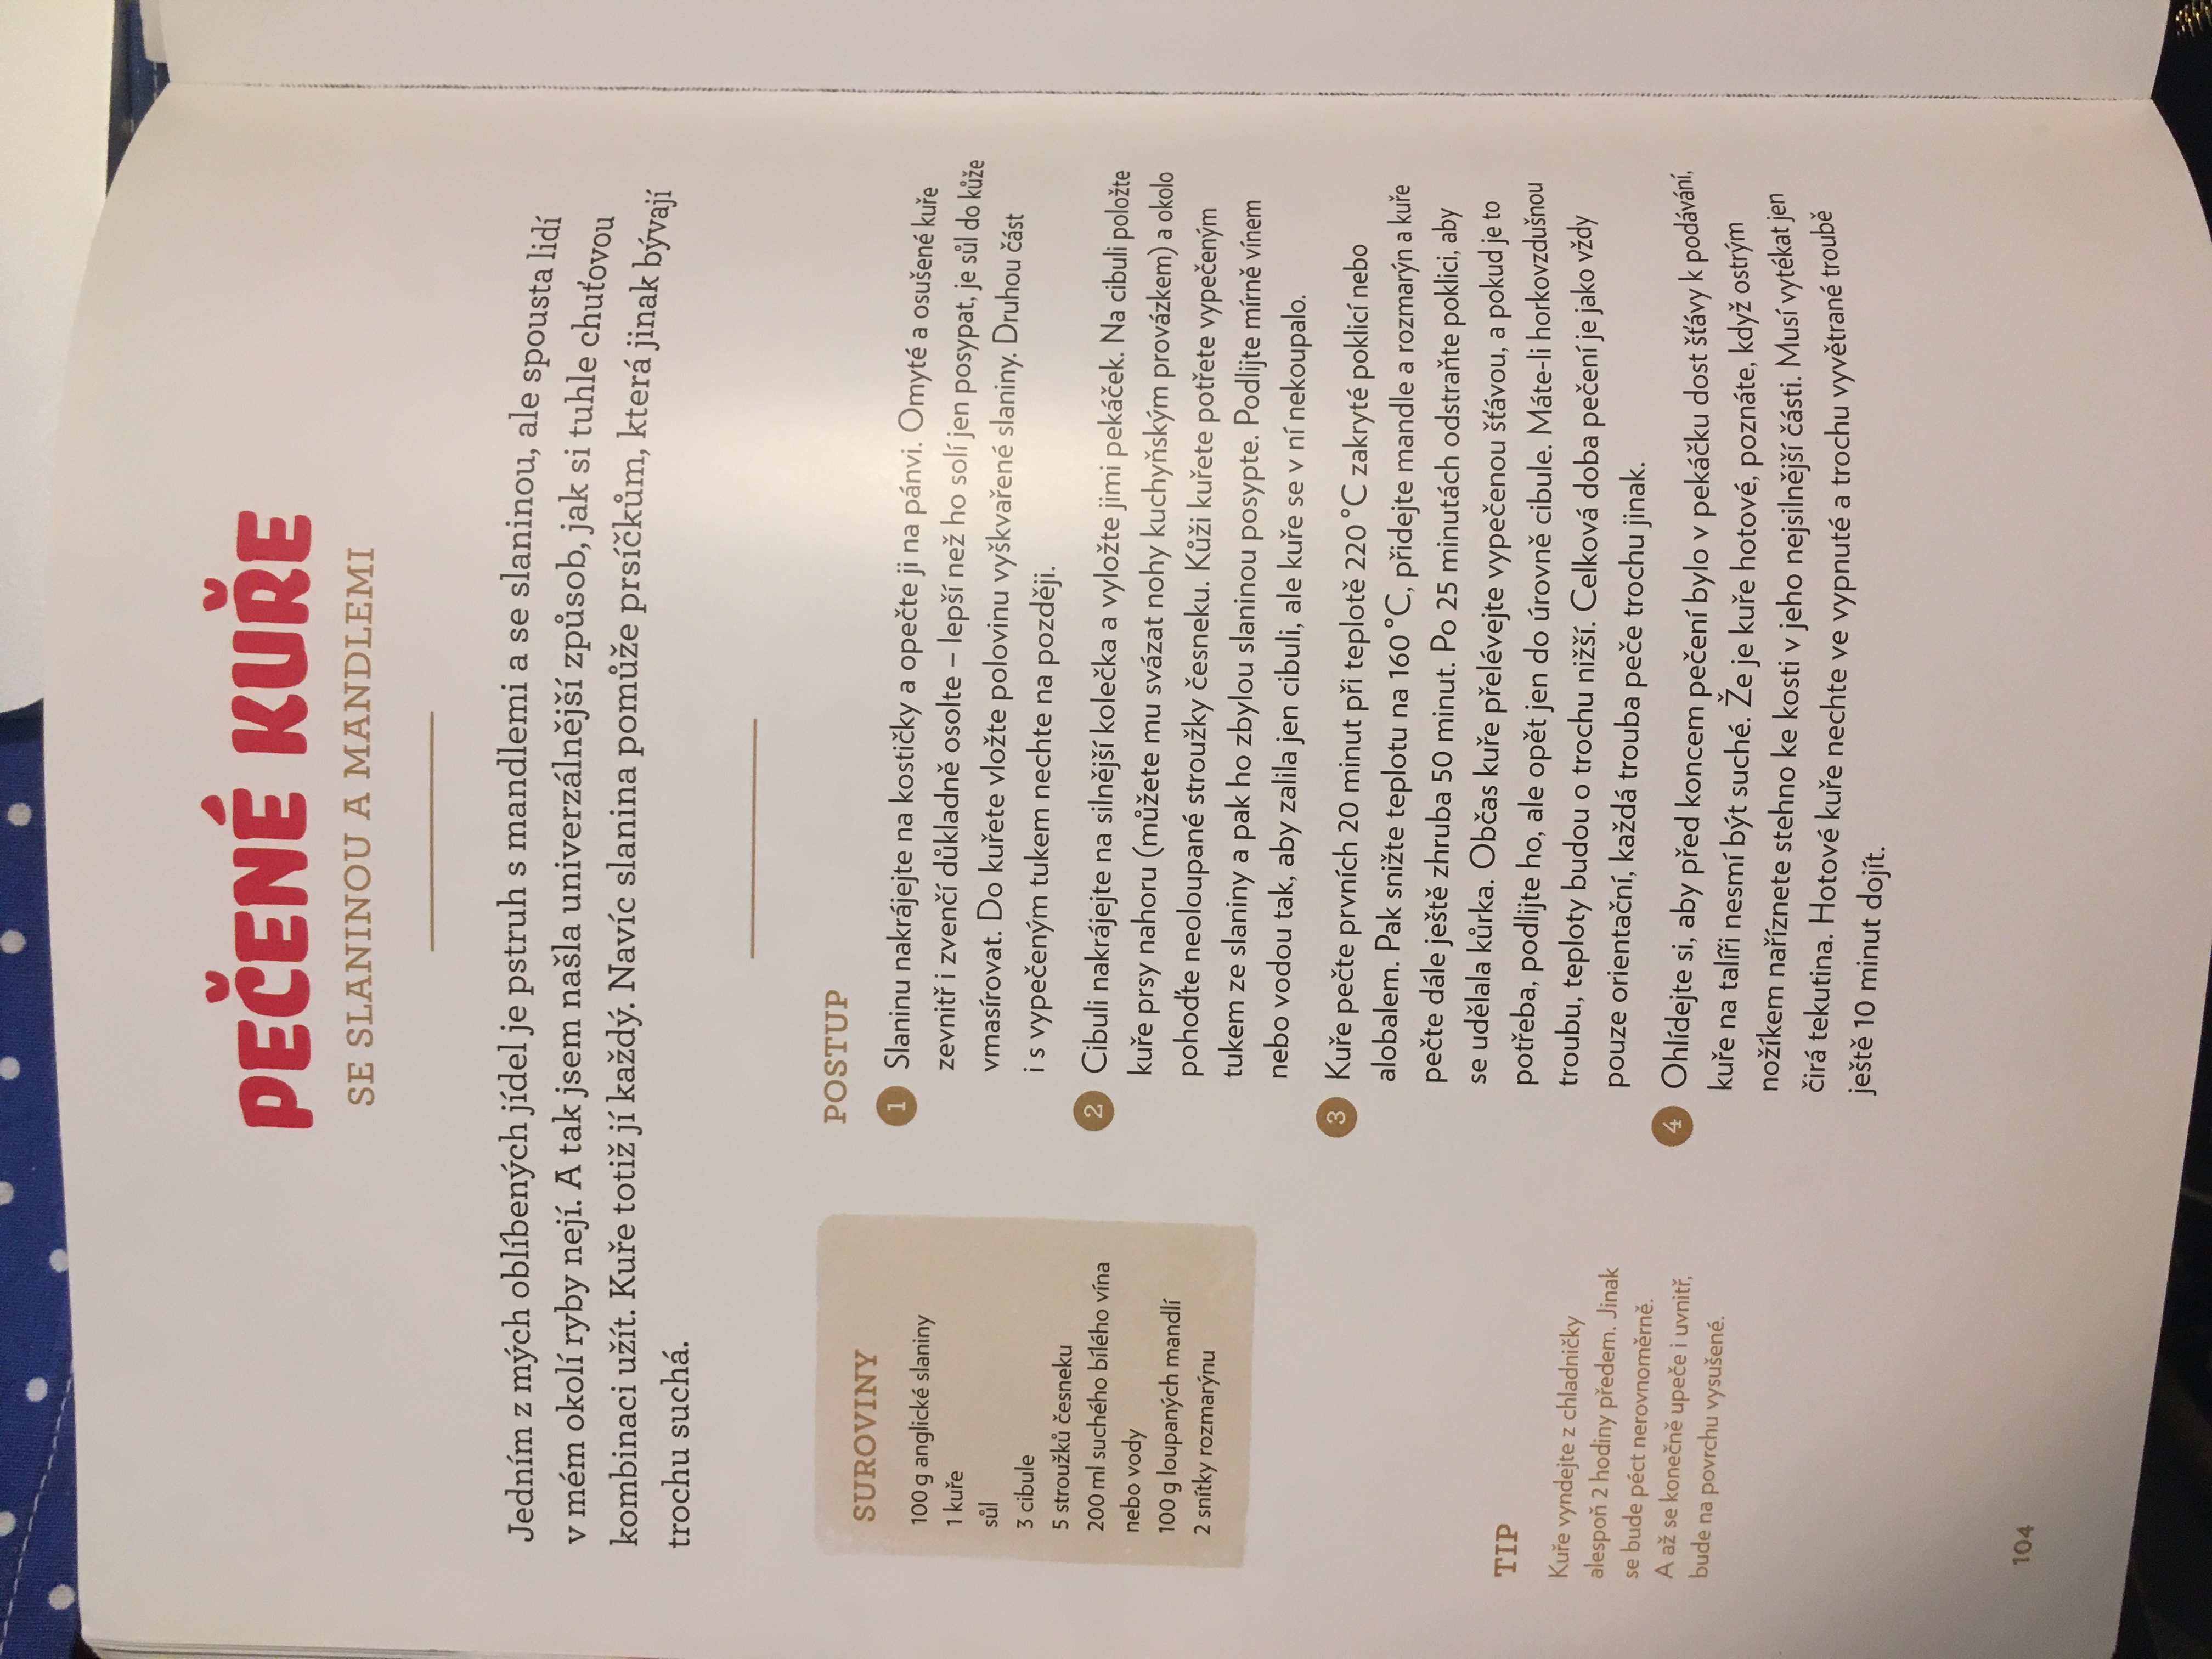 PEČENÉ KUŘE
SE SLANINOU A MANDLEMI
Jedním z mých oblíbených jídel je pstruh s mandlemi a se slaninou, ale spousta lidí
v mém okolí ryby nejí. A tak jsem našla univerzálnější způsob, jak si tuhle chuťovou
kombinaci užít. Kuře totiž jí každý. Navíc slanina pomůže prsíčkům, která jinak bývají
trochu suchá.
SUROVINY
100 g anglické slaniny
1 kuře
sůl
3 cibule
5 stroužků česneku
200 ml suchého bílého vína
nebo vody
100 g loupaných mandlí
2 snítky rozmarýnu
TIP
Kuře vyndejte z chladničky
alespoň 2 hodiny předem. Jinak
se bude péct nerovnoměrně.
A až se konečně upeče i uvnitř,
bude na povrchu vysušené.
POSTUP
1 Slaninu nakrájejte na kostičky a opečte ji na pánvi. Omyté a osušené kuře
zevnitř i zvenčí důkladně osolte – lepší než ho solí jen posypat, je sůl do kůže
vmasírovat. Do kuřete vložte polovinu vyškvařené slaniny. Druhou část
i s vypečeným tukem nechte na později.
2 Cibuli nakrájejte na silnější kolečka a vyložte jimi pekáček. Na cibuli položte
kuře prsy nahoru (můžete mu svázat nohy kuchyňským provázkem) a okolo
pohoďte neoloupané stroužky česneku. Kůži kuřete potřete vypečeným
tukem ze slaniny a pak ho zbylou slaninou posypte. Podlijte mírně vínem
nebo vodou tak, aby zalila jen cibuli, ale kuře se v ní nekoupalo.
3 Kuře pečte prvních 20 minut při teplotě 220 °C zakryté poklicí nebo
alobalem. Pak snižte teplotu na 160 °C, přidejte mandle a rozmarýn a kuře
pečte dále ještě zhruba 50 minut. Po 25 minutách odstraňte poklici, aby
se udělala kůrka. Občas kuře přelévejte vypečenou šťávou, a pokud je to
potřeba, podlijte ho, ale opět jen do úrovně cibule. Máte-li horkovzdušnou
troubu, teploty budou o trochu nižší. Celková doba pečení je jako vždy
pouze orientační, každá trouba peče trochu jinak.
4 Ohlídejte si, aby před koncem pečení bylo v pekáčku dost šťávy k podávání,
kuře na talíři nesmí být suché. Že je kuře hotové, poznáte, když ostrým
nožíkem naříznete stehno ke kosti v jeho nejsilnější části. Musí vytékat jen
čirá tekutina. Hotové kuře nechte ve vypnuté a trochu vyvětrané troubě
ještě 10 minut dojít.
104